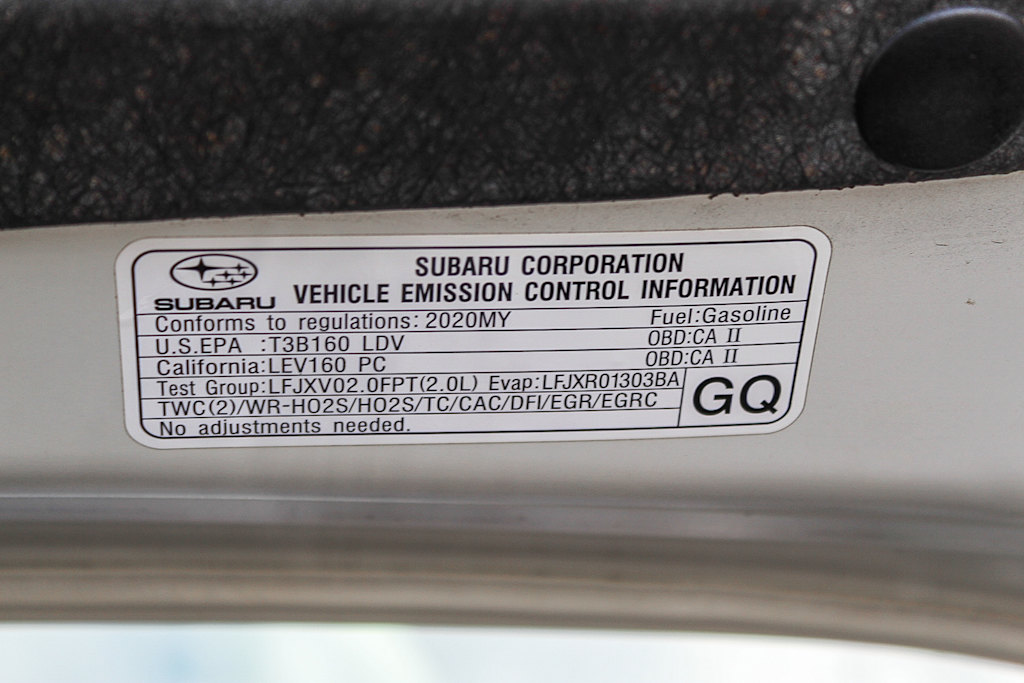 SUBARU
SUBARU CORPORATION
VEHICLE EMISSION CONTROL INFORMATION
Conforms to regulations: 2020MY Fuel:Gasoline
U.S.EPA :T3B160 LDV OBD:CA II
California:LEV160 PC OBD:CA II
Test Group:LFJXV02.0FPT(2.0L) Evap:LFJXR01303BA
TWC(2)/WR-HO2S/HO2S/TC/CAC/DFI/EGR/EGRC
No adjustments needed.
GQ